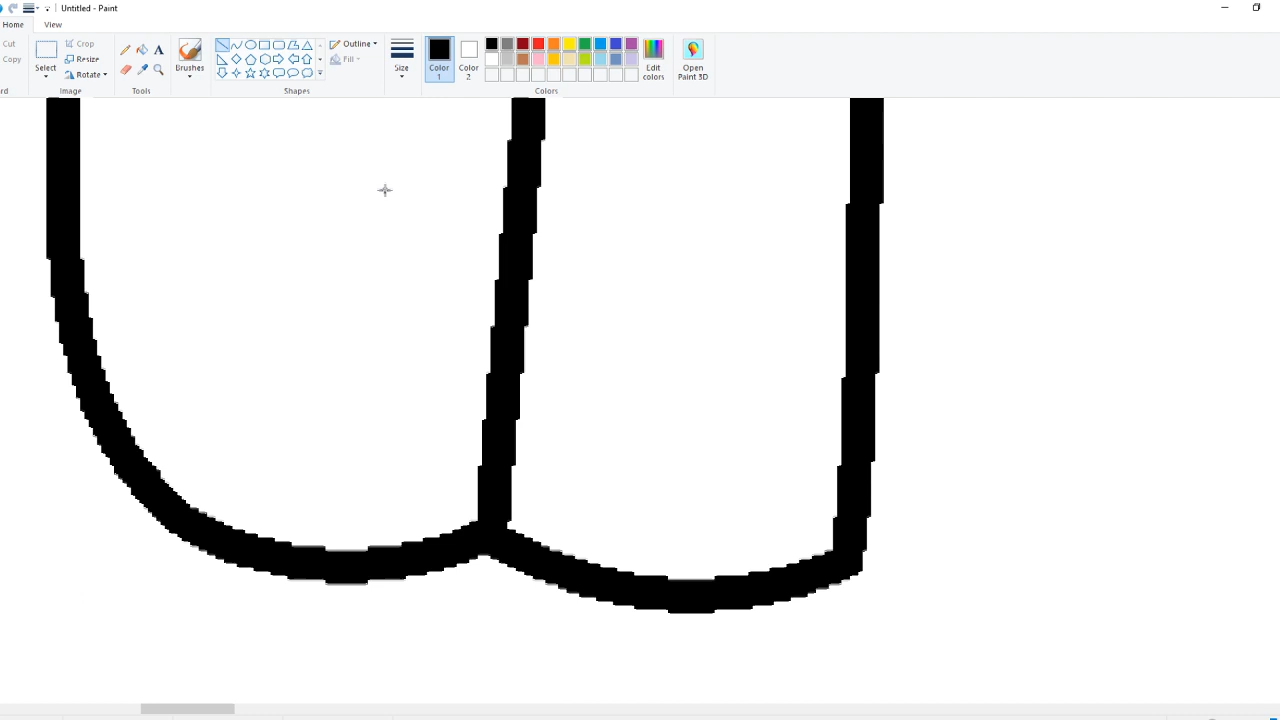 Untitled - Paint
Home View
Cut
Copy
Select
Crop
Resize
Rotate
Image
A
Tools
Brushes
Outline
Fill
Shapes
Size
Color
1
Color
2
Edit
colors
Colors
Open
Paint 3D